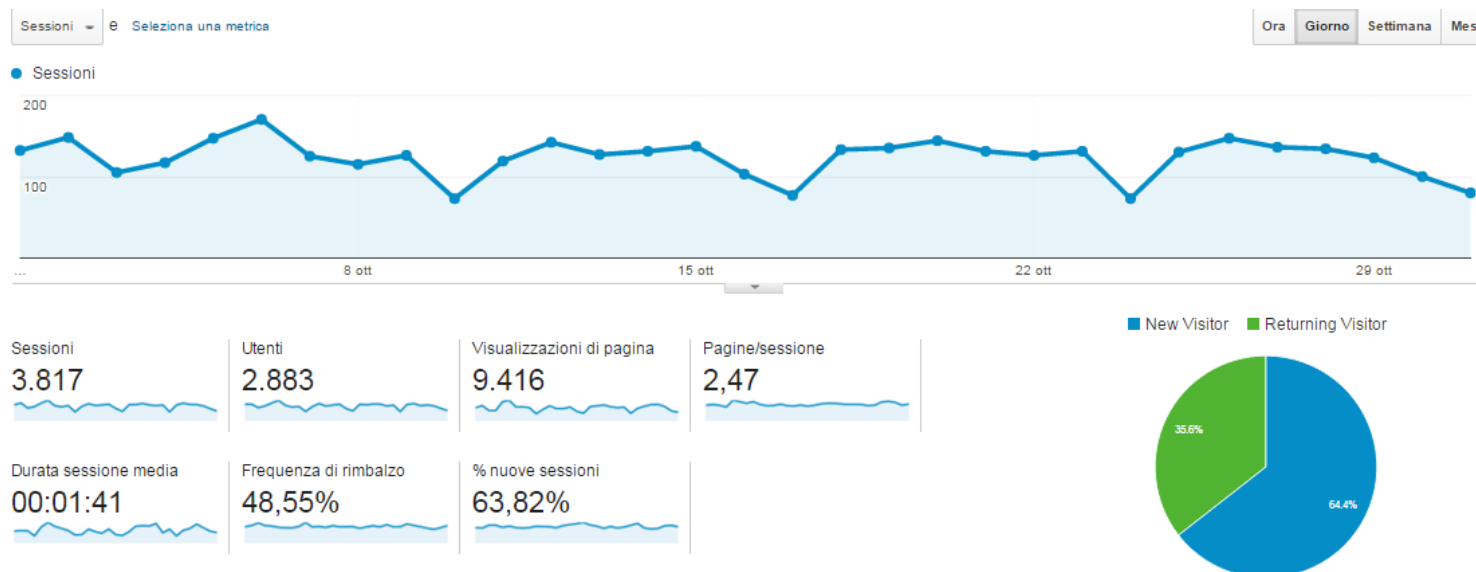 Sessioni e Seleziona una metrica
Ora Giorno Settimana Mes
Sessioni
200
100
... 8 ott 15 ott 22 ott 29 ott
New Visitor Returning Visitor
Sessioni Utenti Visualizzazioni di pagina Pagine/sessione
3.817 2.883 9.416 2,47
35.6%
Durata sessione media Frequenza di rimbalzo % nuove sessioni
00:01:41 48,55% 63,82%
64.4%